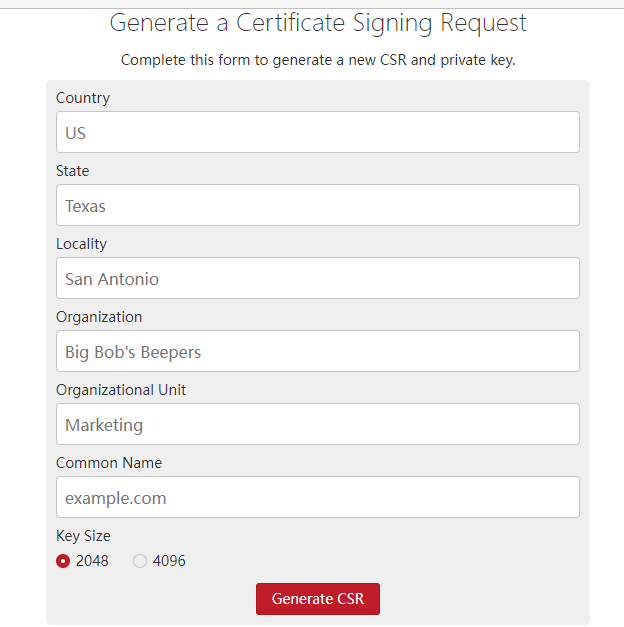 Generate a Certificate Signing Request
Complete this form to generate a new CSR and private key.
Country
US
State
Texas
Locality
San Antonio
Organization
Big Bob's Beepers
Organizational Unit
Marketing
Common Name
example.com
Key Size
2048 4096
Generate CSR